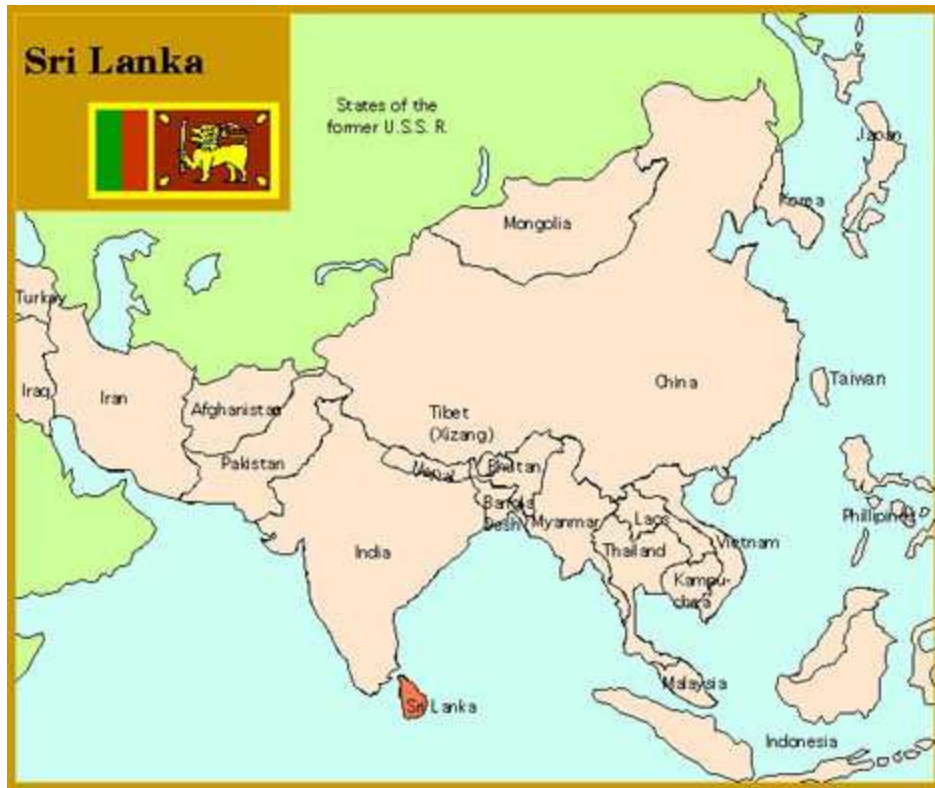 Sri Lanka
States of the
former U.S.S. R.
Mongolia
Japan
Korea
Turkey
Iraq
Iran
Afghanistan
Pakistan
China
Taiwan
Tibet
(Xizang)
Nepal
Bhutan
Bangla
Desh
Myanmar
Laos
Phillipines
India
Thailand
Vietnam
Kampu-
chea
Malaysia
Sri Lanka
Indonesia